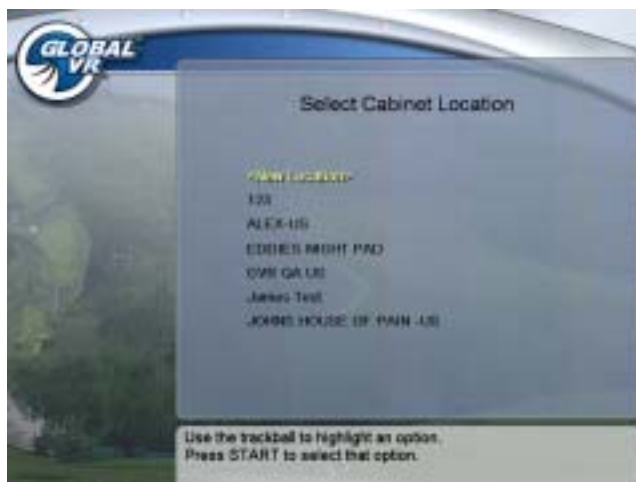 GLOBAL
VR
Select Cabinet Location
<New Location>
123
ALEX-US
EDDIES NIGHT PAD
GVR QA US
James Test
JOHNS HOUSE OF PAIN -US
Use the trackball to highlight an option.
Press START to select that option.